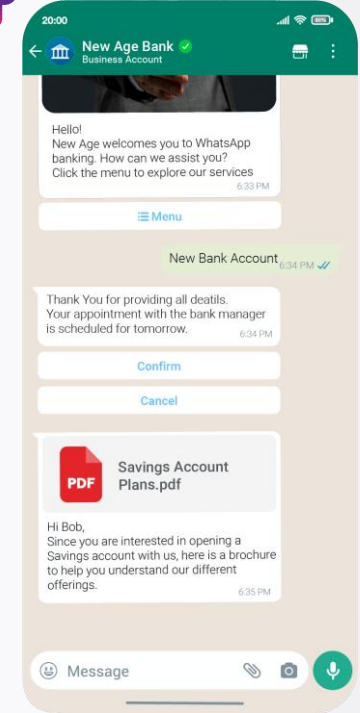 20:00
New Age Bank
Business Account
Hello!
New Age welcomes you to WhatsApp
banking. How can we assist you?
Click the menu to explore our services
6:33 PM
Menu
New Bank Account
6:34 PM
Thank You for providing all deatils.
Your appointment with the bank manager
is scheduled for tomorrow.
6:34 PM
Confirm
Cancel
PDF
Savings Account
Plans.pdf
Hi Bob,
Since you are interested in opening a
Savings account with us, here is a brochure
to help you understand our different
offerings.
6:35 PM
Message